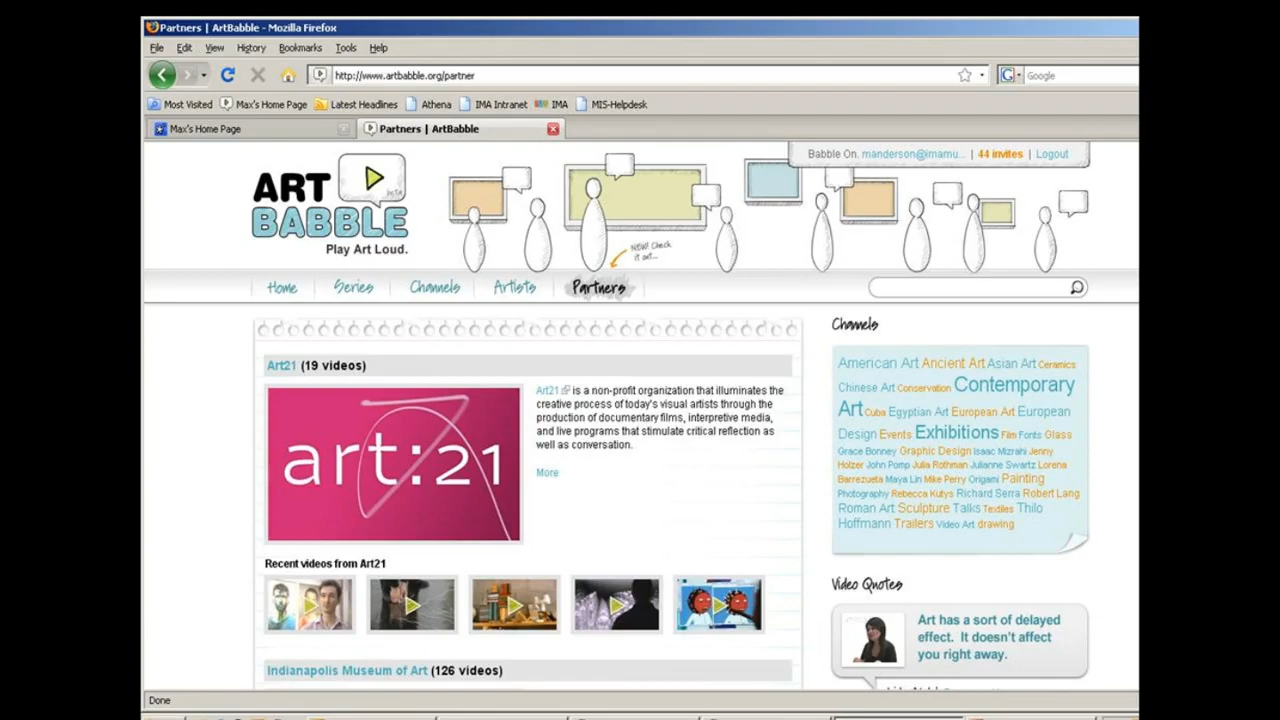 Partners | ArtBabble - Mozilla Firefox
File Edit View History Bookmarks Tools Help
http://www.artbabble.org/partner
Google
Most Visited Max's Home Page Latest Headlines Athena IMA Intranet IMA MIS-Helpdesk
Max's Home Page
Partners | ArtBabble
Babble On, manderson@imamu... | 44 invites | Logout
ART
BABBLE
Play Art Loud.
NEW! Check
it out...
Home Series Channels Artists Partners
Art21 (19 videos)
art:21
Art21 is a non-profit organization that illuminates the
creative process of today's visual artists through the
production of documentary films, interpretive media,
and live programs that stimulate critical reflection as
well as conversation.
More
Recent videos from Art21
Indianapolis Museum of Art (126 videos)
Channels
American Art Ancient Art Asian Art Ceramics
Chinese Art Conservation Contemporary
Art Cuba Egyptian Art European Art European
Design Events Exhibitions Film Fonts Glass
Grace Bonney Graphic Design Isaac Mizrahi Jenny
Holzer John Pomp Julia Rothman Julianne Swartz Lorena
Barrezueta Maya Lin Mike Perry Origami Painting
Photography Rebecca Kutys Richard Serra Robert Lang
Roman Art Sculpture Talks Textiles Thilo
Hoffmann Trailers Video Art drawing
Video Quotes
Art has a sort of delayed
effect. It doesn't affect
you right away.
Done